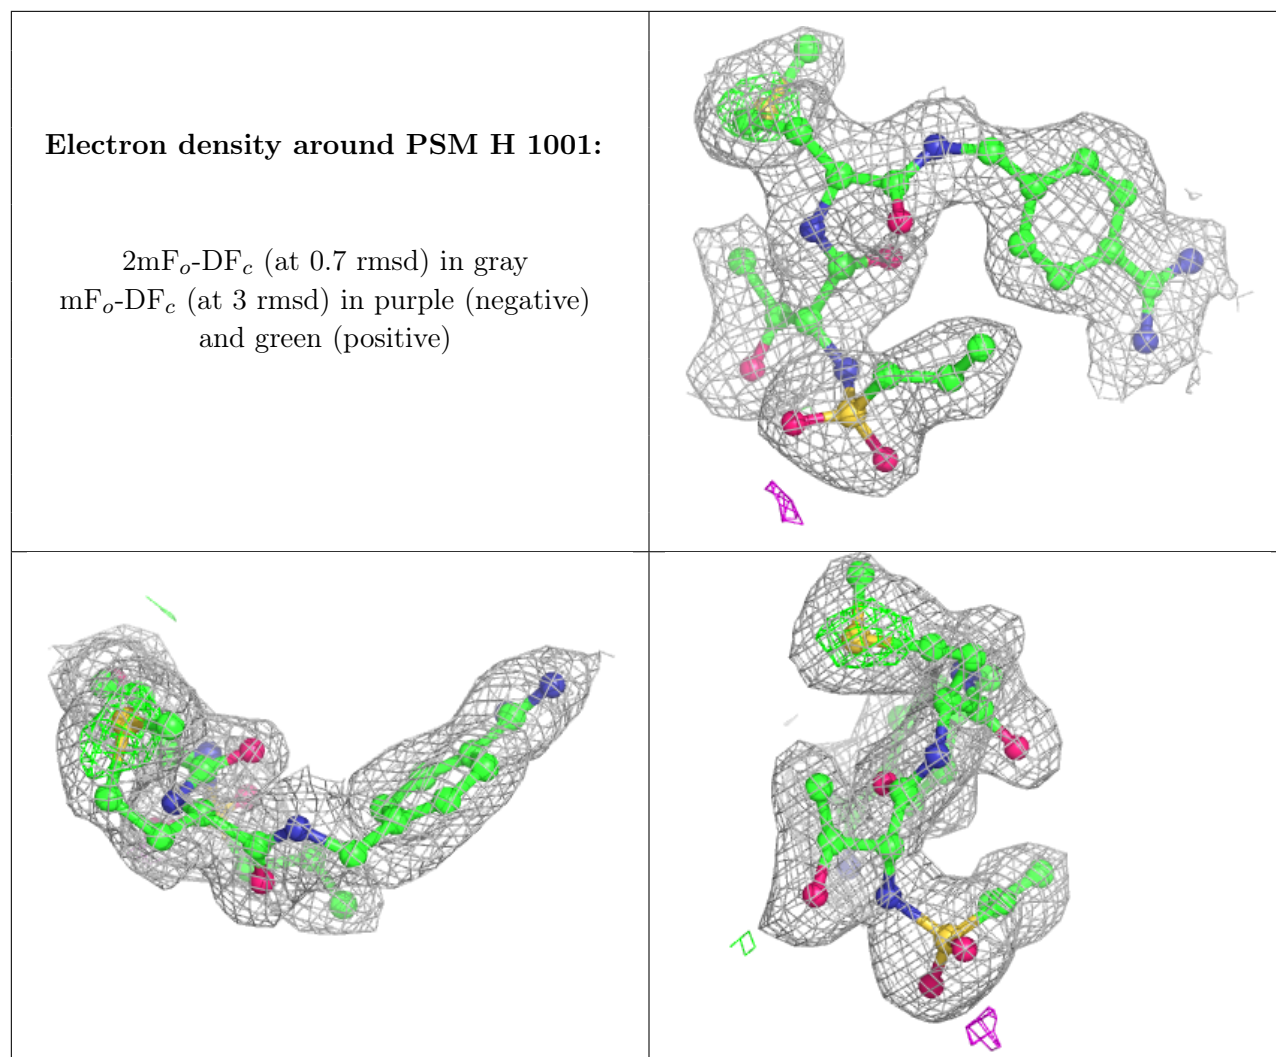 Electron density around PSM H 1001:
2mFₒ-DF𝒸 (at 0.7 rmsd) in gray
mFₒ-DF𝒸 (at 3 rmsd) in purple (negative)
and green (positive)